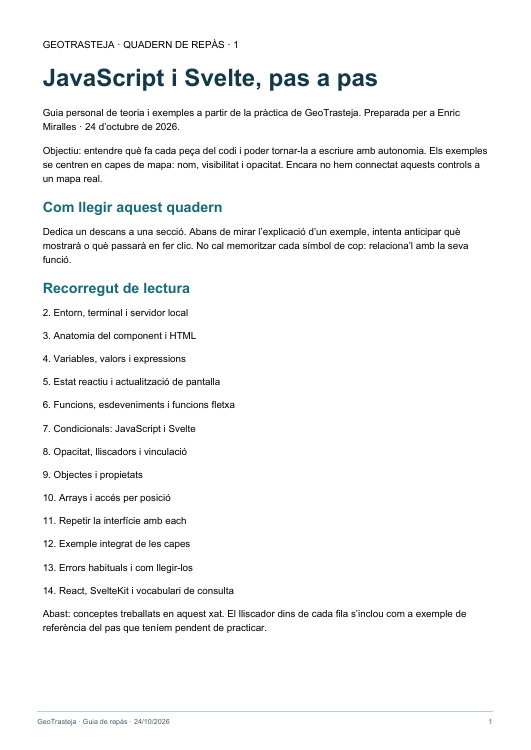 GEOTRASTEJA · QUADERN DE REPÀS · 1
JavaScript i Svelte, pas a pas
Guia personal de teoria i exemples a partir de la pràctica de GeoTrasteja. Preparada per a Enric
Miralles · 24 d’octubre de 2026.
Objectiu: entendre què fa cada peça del codi i poder tornar-la a escriure amb autonomia. Els exemples
se centren en capes de mapa: nom, visibilitat i opacitat. Encara no hem connectat aquests controls a
un mapa real.
Com llegir aquest quadern
Dedica un descans a una secció. Abans de mirar l’explicació d’un exemple, intenta anticipar què
mostrarà o què passarà en fer clic. No cal memoritzar cada símbol de cop: relaciona’l amb la seva
funció.
Recorregut de lectura
2. Entorn, terminal i servidor local
3. Anatomia del component i HTML
4. Variables, valors i expressions
5. Estat reactiu i actualització de pantalla
6. Funcions, esdeveniments i funcions fletxa
7. Condicionals: JavaScript i Svelte
8. Opacitat, lliscadors i vinculació
9. Objectes i propietats
10. Arrays i accés per posició
11. Repetir la interfície amb each
12. Exemple integrat de les capes
13. Errors habituals i com llegir-los
14. React, SvelteKit i vocabulari de consulta
Abast: conceptes treballats en aquest xat. El lliscador dins de cada fila s’inclou com a exemple de
referència del pas que teníem pendent de practicar.
GeoTrasteja · Guia de repàs · 24/10/2026
1